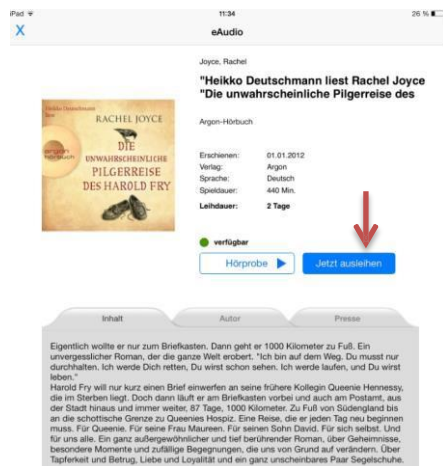 iPad 11:34 26 %
X eAudio
Joyce, Rachel
"Heikko Deutschmann liest Rachel Joyce
"Die unwahrscheinliche Pilgerreise des
Argon-Hörbuch
Heikko Deutschmann
liest
RACHEL JOYCE
argon
hörbuch
DIE
UNWAHRSCHEINLICHE
PILGERREISE
DES HAROLD FRY
Erschienen: 01.01.2012
Verlag: Argon
Sprache: Deutsch
Spieldauer: 440 Min.
Leihdauer: 2 Tage
verfügbar
Hörprobe Jetzt ausleihen
Inhalt Autor Presse
Eigentlich wollte er nur zum Briefkasten. Dann geht er 1000 Kilometer zu Fuß. Ein
unvergesslicher Roman, der die ganze Welt erobert. "Ich bin auf dem Weg. Du musst nur
durchhalten. Ich werde Dich retten, Du wirst schon sehen. Ich werde laufen, und Du wirst
leben."
Harold Fry will nur kurz einen Brief einwerfen an seine frühere Kollegin Queenie Hennessy,
die im Sterben liegt. Doch dann läuft er am Briefkasten vorbei und auch am Postamt, aus
der Stadt hinaus und immer weiter, 87 Tage, 1000 Kilometer. Zu Fuß von Südengland bis
an die schottische Grenze zu Queenies Hospiz. Eine Reise, die er jeden Tag neu beginnen
muss. Für Queenie. Für seine Frau Maureen. Für seinen Sohn David. Für sich selbst. Und
für uns alle. Ein ganz außergewöhnlicher und tief berührender Roman, über Geheimnisse,
besondere Momente und zufällige Begegnungen, die uns von Grund auf verändern. Über
Tapferkeit und Betrug, Liebe und Loyalität und ein ganz unscheinbares Paar Segelschuhe.